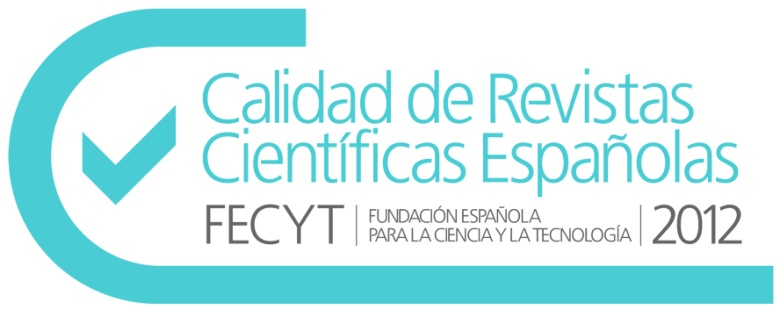 Calidad de Revistas
Científicas Españolas
FECYT | FUNDACIÓN ESPAÑOLA
PARA LA CIENCIA Y LA TECNOLOGÍA | 2012